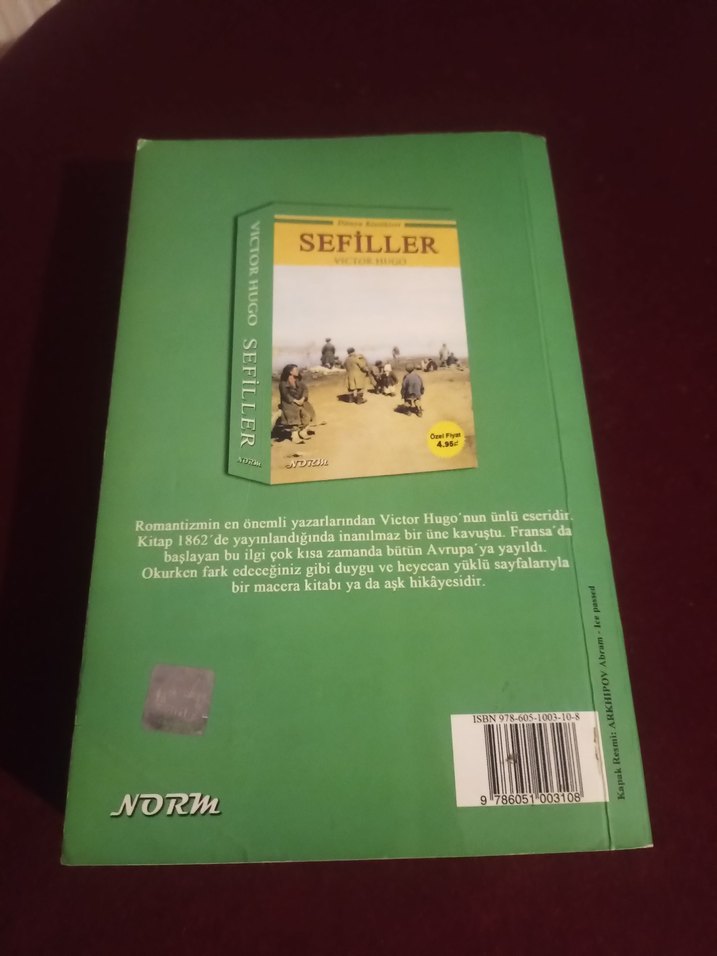 Dünya Klasikleri
SEFİLLER
VICTOR HUGO
VICTOR HUGO SEFİLLER
NORM
NORM
Özel Fiyat
4.95
Romantizmin en önemli yazarlarından Victor Hugo´nun ünlü eseridir.
Kitap 1862´de yayınlandığında inanılmaz bir üne kavuştu. Fransa´da
başlayan bu ilgi çok kısa zamanda bütün Avrupa´ya yayıldı.
Okurken fark edeceğiniz gibi duygu ve heyecan yüklü sayfalarıyla
bir macera kitabı ya da aşk hikâyesidir.
Kapak Resmi: ARKHIPOV Abram - Ice passed
ISBN 978-605-1003-10-8
9 786051 003108
NORM